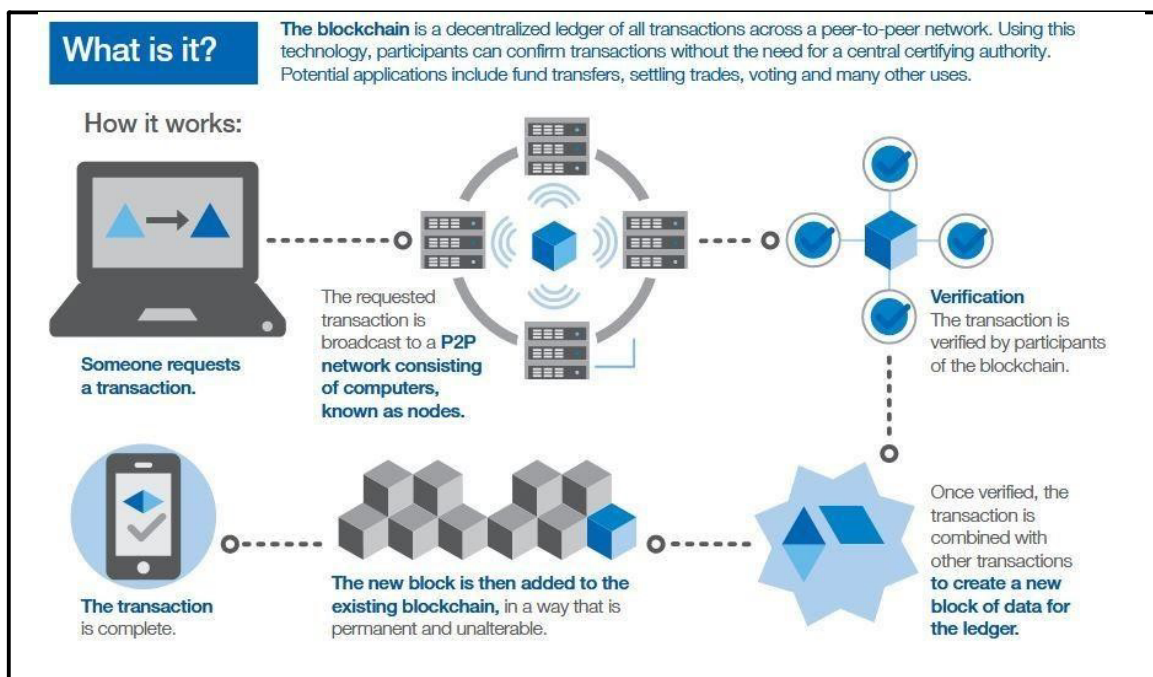 What is it?
The blockchain is a decentralized ledger of all transactions across a peer-to-peer network. Using this
technology, participants can confirm transactions without the need for a central certifying authority.
Potential applications include fund transfers, settling trades, voting and many other uses.
How it works:
Someone requests
a transaction.
The requested
transaction is
broadcast to a P2P
network consisting
of computers,
known as nodes.
Verification
The transaction is
verified by participants
of the blockchain.
Once verified, the
transaction is
combined with
other transactions
to create a new
block of data for
the ledger.
The new block is then added to the
existing blockchain, in a way that is
permanent and unalterable.
The transaction
is complete.